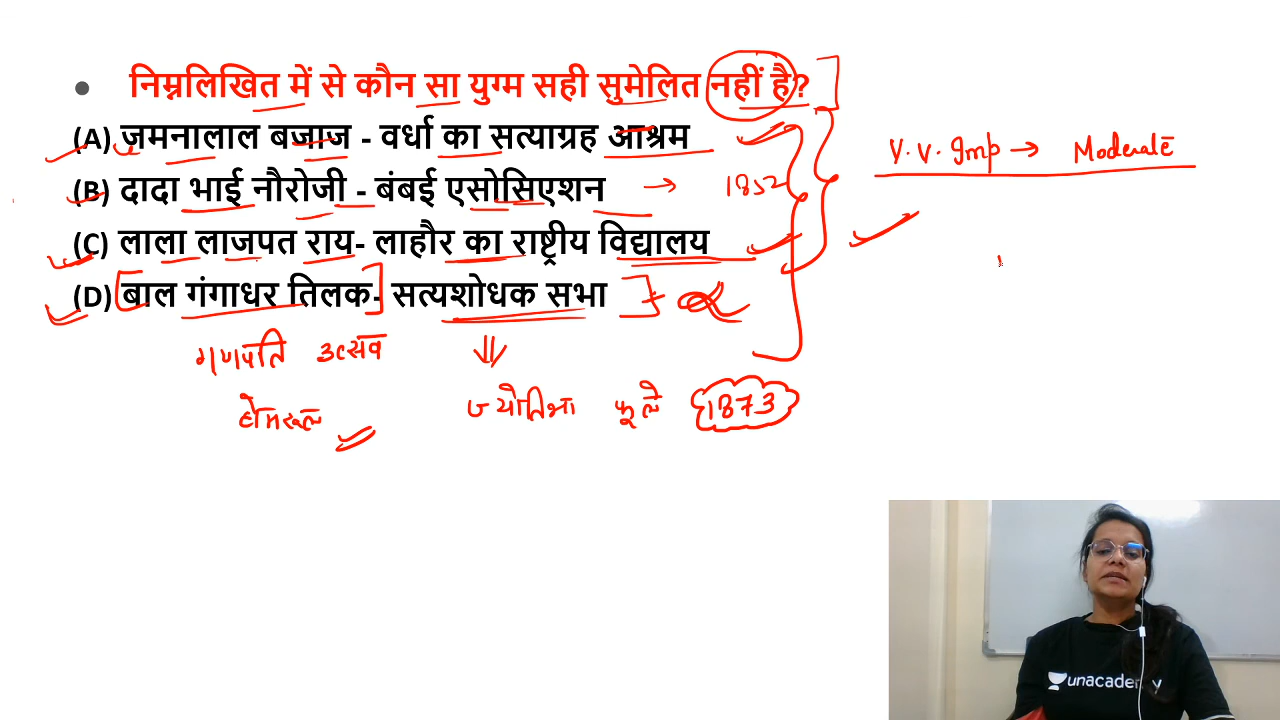 • निम्नलिखित में से कौन सा युग्म सही सुमेलित नहीं है?
(A) जमनालाल बजाज - वर्धा का सत्याग्रह आश्रम
V.V. Imp → Moderate
(B) दादा भाई नौरोजी - बंबई एसोसिएशन → 1852
(C) लाला लाजपत राय- लाहौर का राष्ट्रीय विद्यालय
(D) बाल गंगाधर तिलक- सत्यशोधक सभा
गणपति उत्सव
ज्योतिबा फूले 1873
unacademy